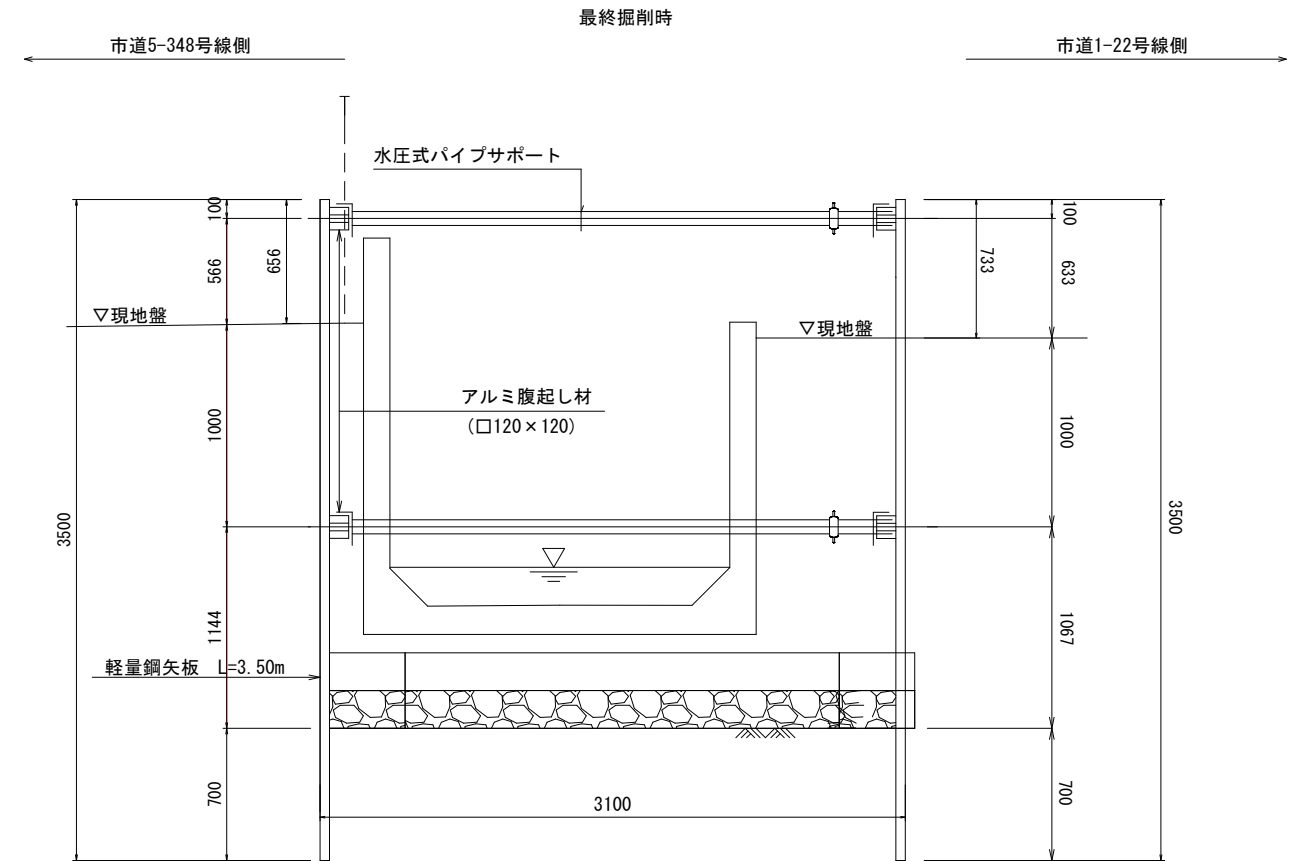 最終掘削時
市道5-348号線側
市道1-22号線側
水圧式パイプサポート
100
566
656
▽現地盤
1000
3500
1144
700
アルミ腹起し材
(□120×120)
軽量鋼矢板 L=3.50m
3100
▽現地盤
733
100
633
1000
3500
1067
700